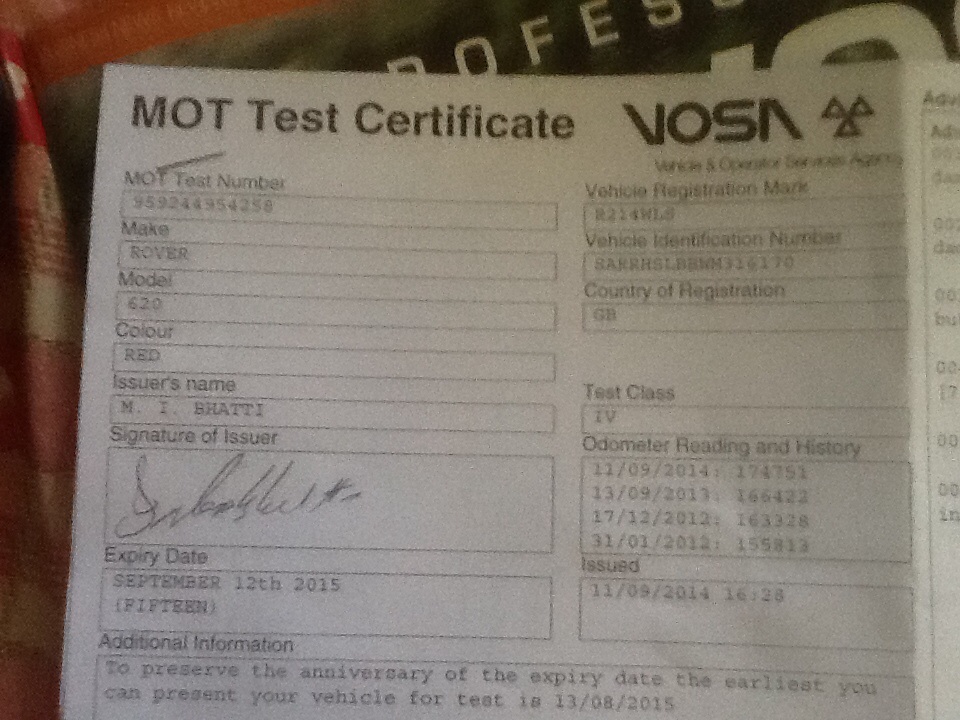 PROFESS
MOT Test Certificate
VOSA
Vehicle & Operator Services Agency
MOT Test Number
959244954258
Make
ROVER
Model
620
Colour
RED
Issuer's name
M. I. BHATTI
Signature of Issuer
Expiry Date
SEPTEMBER 12th 2015
(FIFTEEN)
Vehicle Registration Mark
Vehicle Identification Number
Country of Registration
GB
Test Class
IV
Odometer Reading and History
11/09/2014: 174751
13/09/2013: 166422
17/12/2012: 163328
31/01/2012: 155813
Issued
11/09/2014 16:28
Additional Information
To preserve the anniversary of the expiry date the earliest you
can present your vehicle for test is 13/08/2015